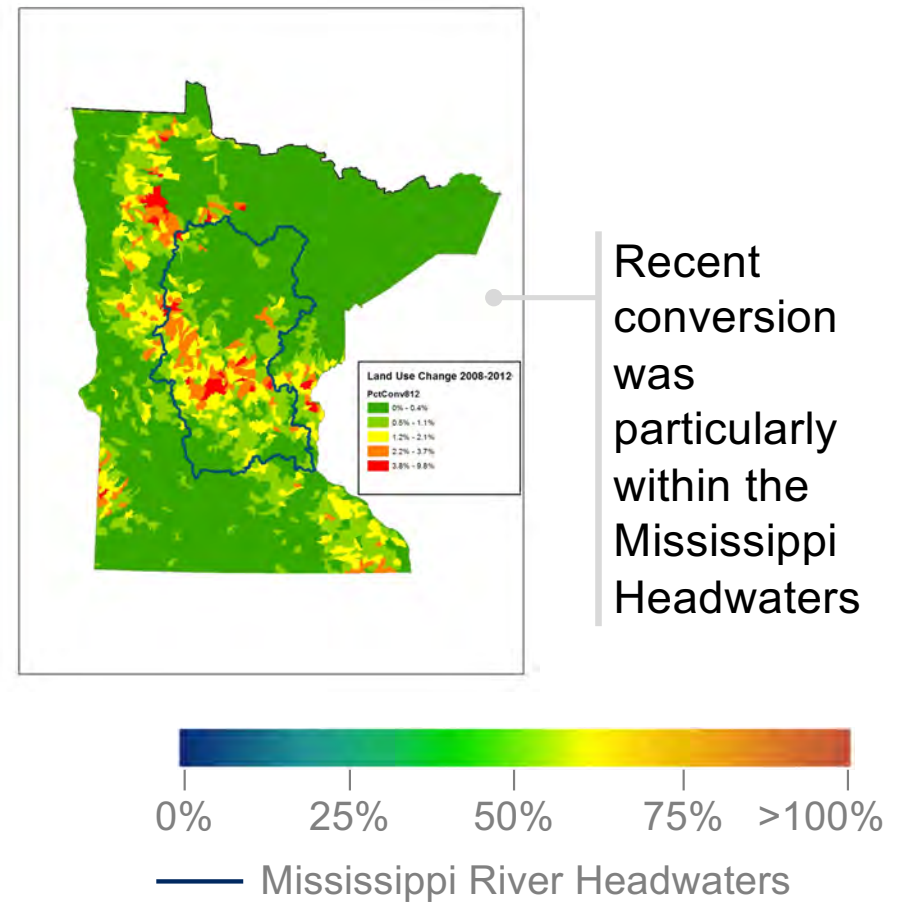 Recent
conversion
was
particularly
within the
Mississippi
Headwaters
Land Use Change 2008-2012
PctConv812
0% - 0.4%
0.5% - 1.1%
1.2% - 2.1%
2.2% - 3.7%
3.8% - 9.8%
0% 25% 50% 75% >100%
Mississippi River Headwaters